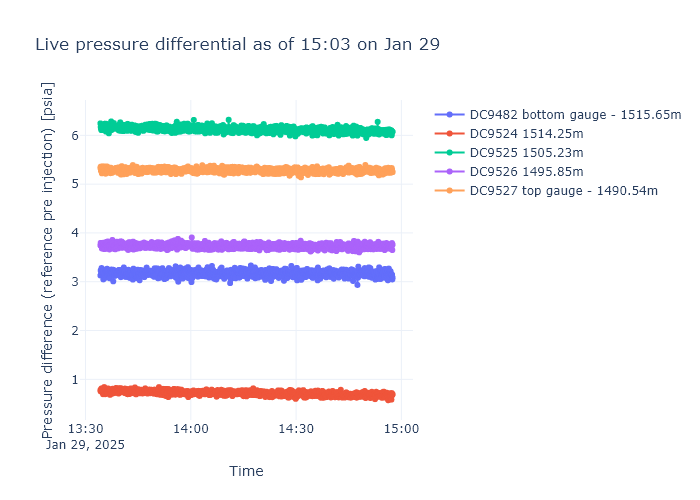 Live pressure differential as of 15:03 on Jan 29
Pressure difference (reference pre injection) [psia]
6
5
4
3
2
1
13:30
14:00
14:30
15:00
Jan 29, 2025
Time
DC9482 bottom gauge - 1515.65m
DC9524 1514.25m
DC9525 1505.23m
DC9526 1495.85m
DC9527 top gauge - 1490.54m